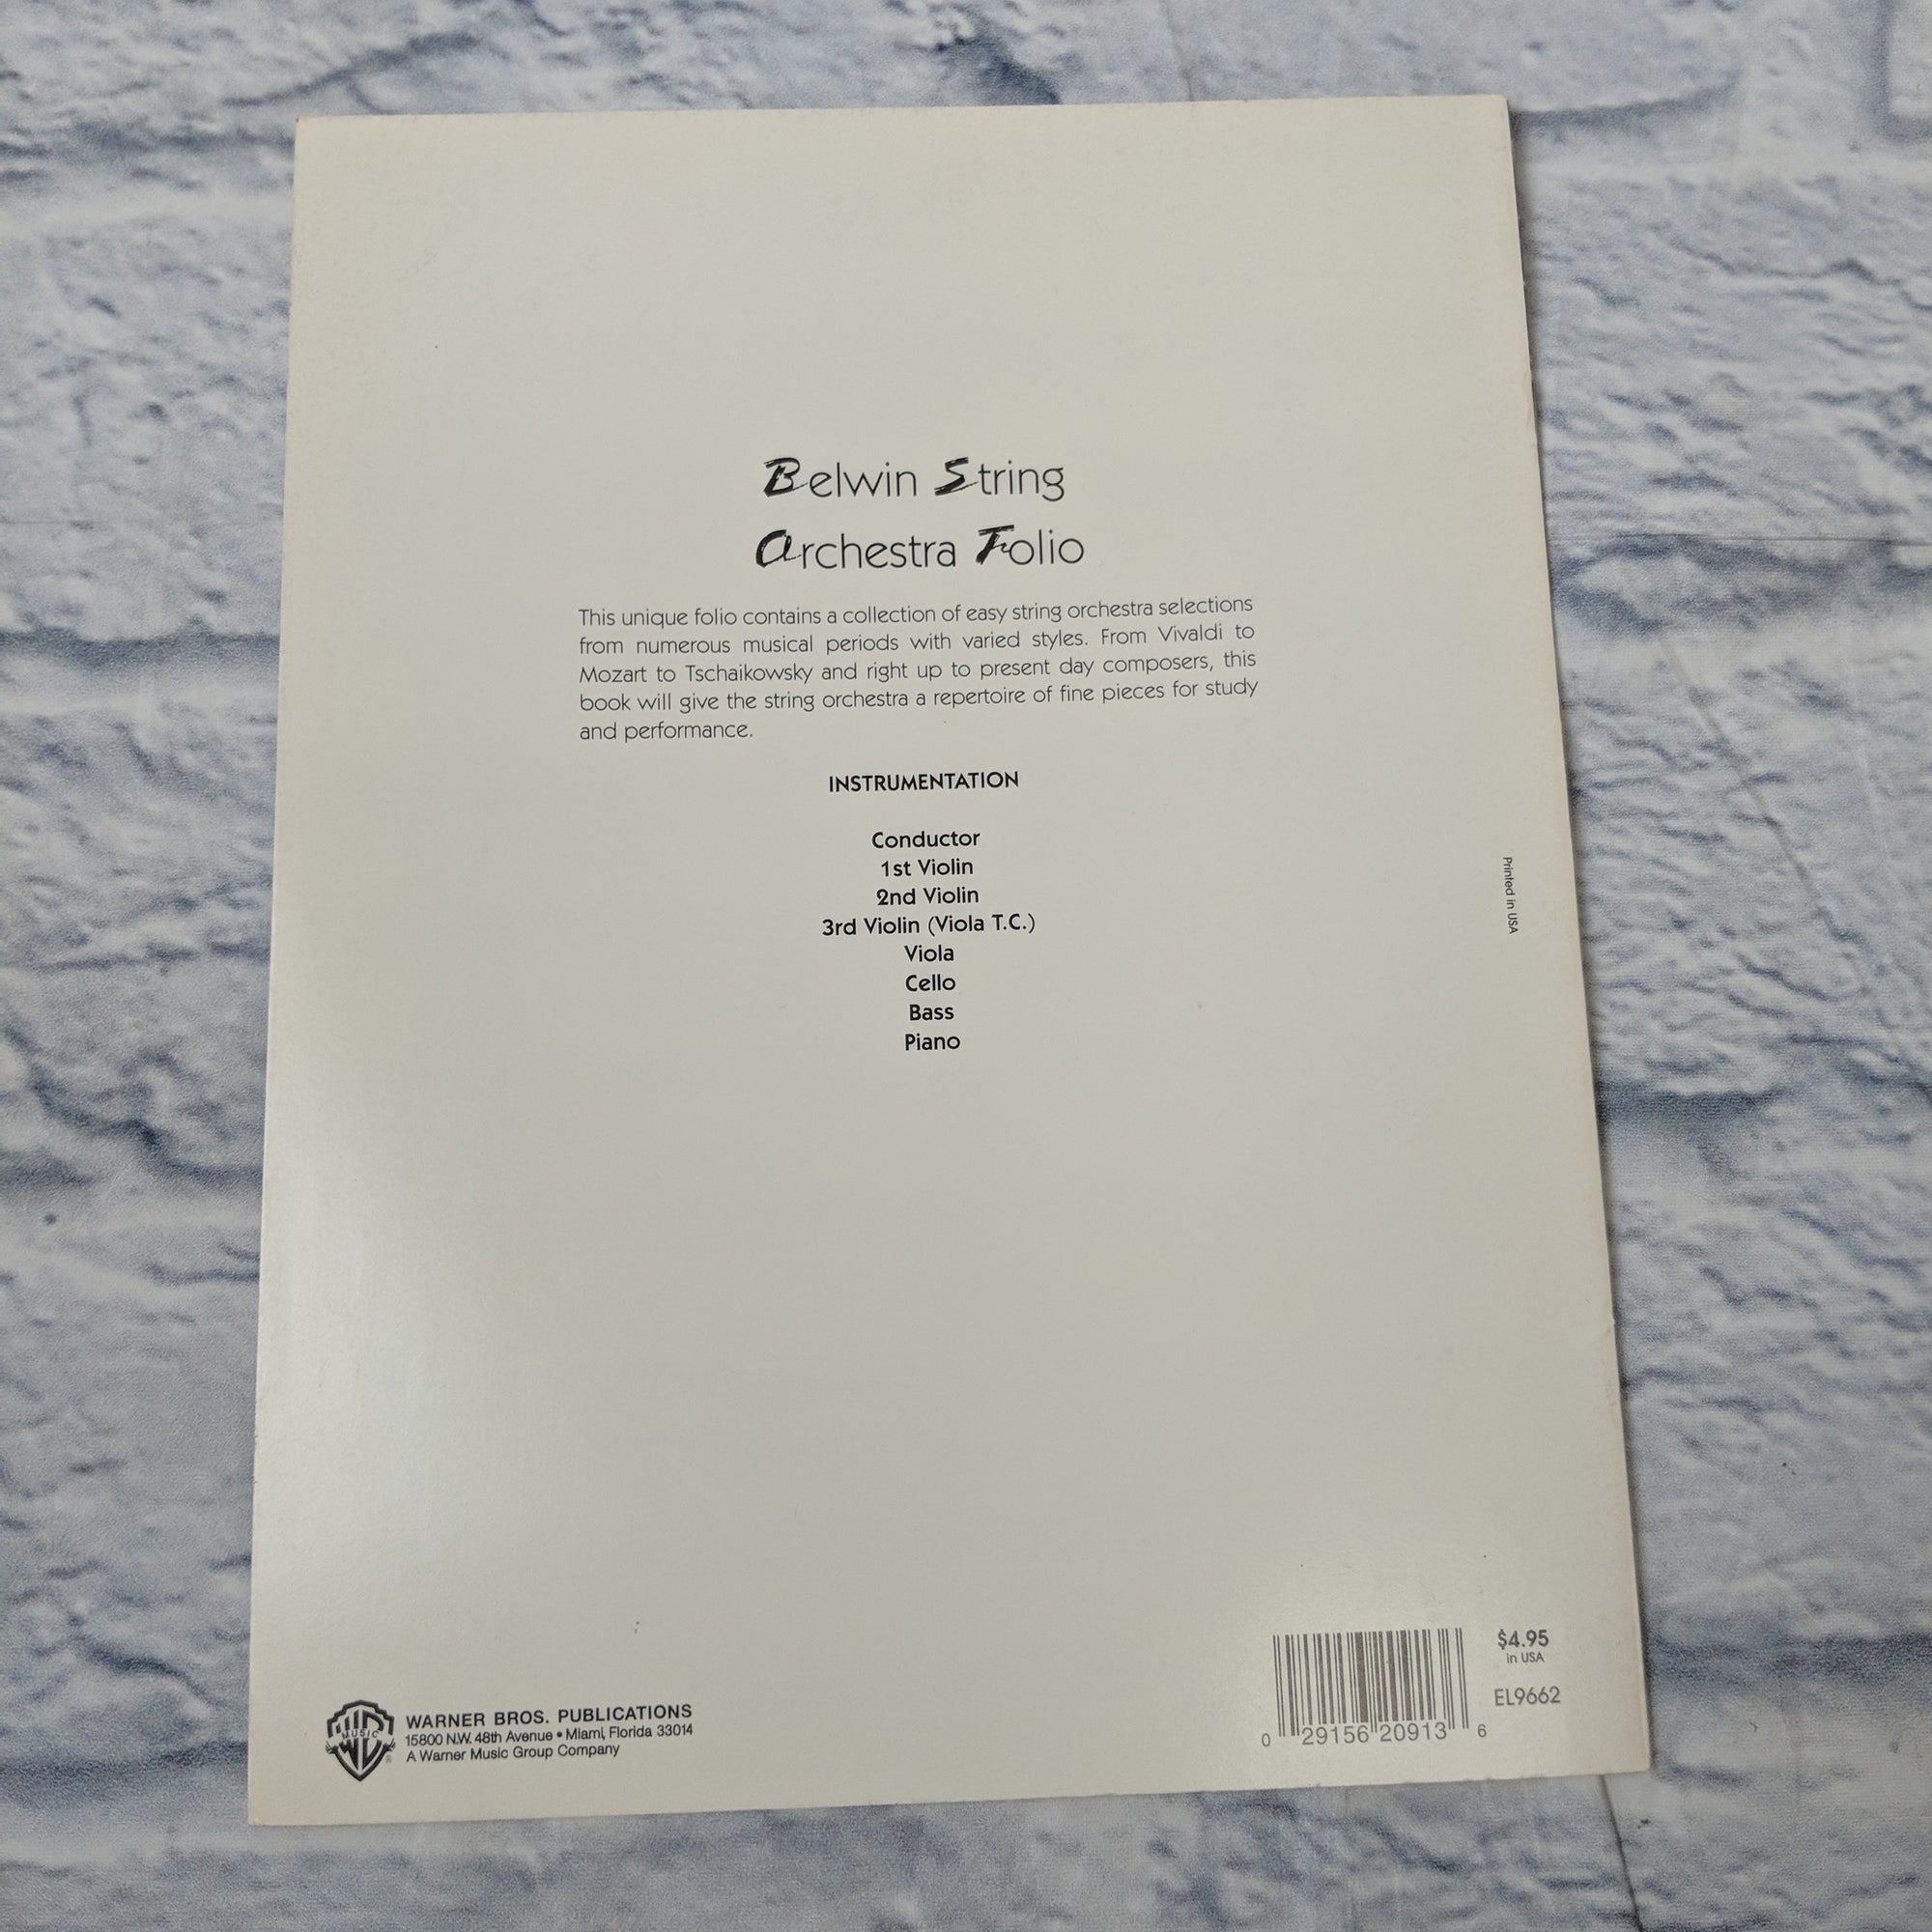 Belwin String
Orchestra Folio
This unique folio contains a collection of easy string orchestra selections
from numerous musical periods with varied styles. From Vivaldi to
Mozart to Tschaikowsky and right up to present day composers, this
book will give the string orchestra a repertoire of fine pieces for study
and performance.
INSTRUMENTATION
Conductor
1st Violin
2nd Violin
3rd Violin (Viola T.C.)
Viola
Cello
Bass
Piano
Printed in USA
WB
MUSIC
®
WARNER BROS. PUBLICATIONS
15800 N.W. 48th Avenue • Miami, Florida 33014
A Warner Music Group Company
0 29156 20913 6
$4.95
in USA
EL9662